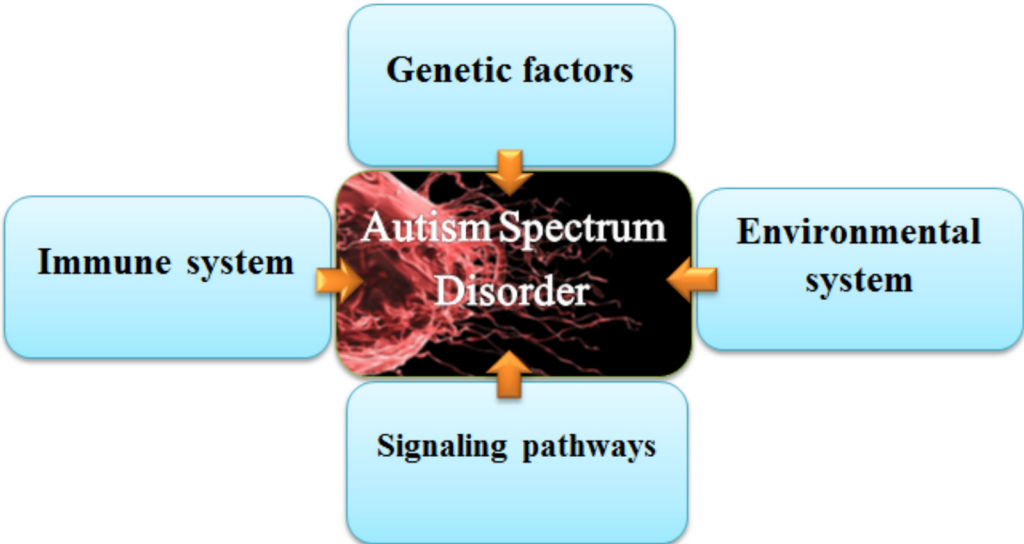 Genetic factors
Autism Spectrum
Disorder
Immune system
Environmental
system
Signaling pathways